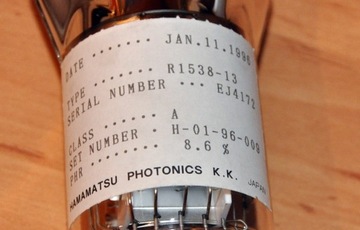 DATE ....... JAN.11.1996
TYPE ....... R1538-13
SERIAL NUMBER ... EJ4172
CLASS ...... A
SET NUMBER . H-01-96-008
PHR ........ 8.6 %
HAMAMATSU PHOTONICS K.K. JAPAN